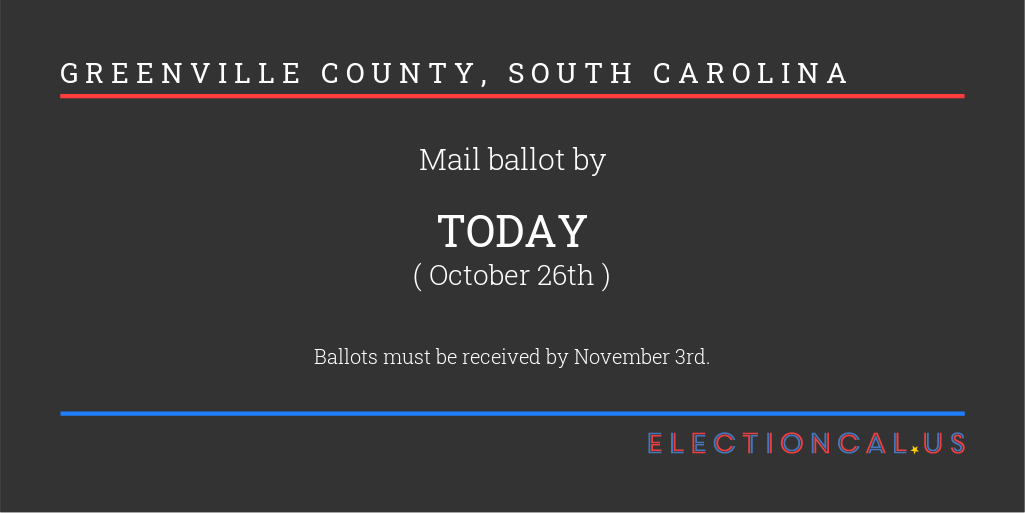 GREENVILLE COUNTY, SOUTH CAROLINA
Mail ballot by
TODAY
( October 26th )
Ballots must be received by November 3rd.
ELECTIONCAL.US